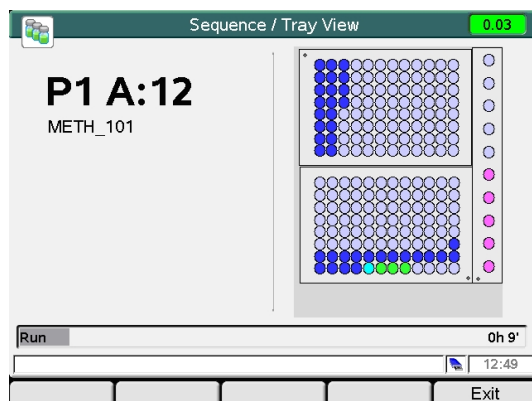 Sequence / Tray View
0.03
P1 A:12
METH_101
Run
0h 9'
12:49
Exit